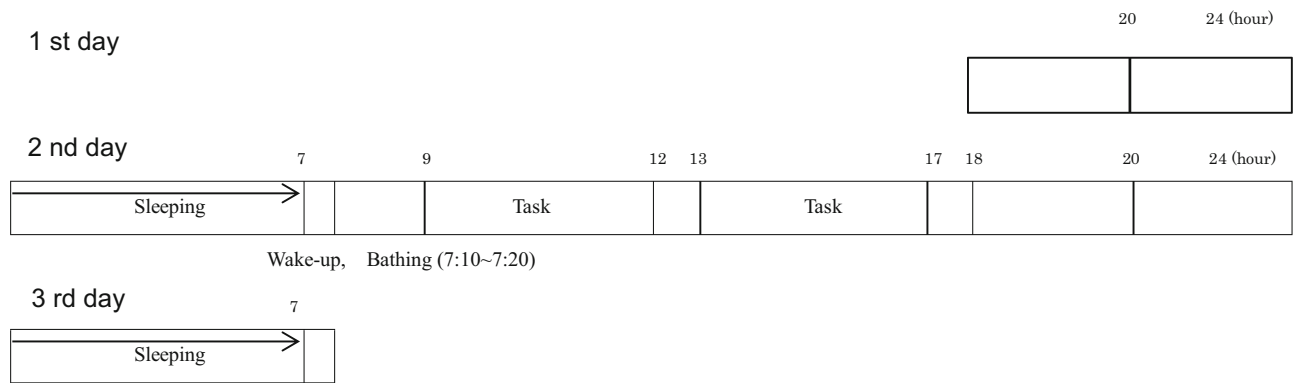 20 24 (hour)
1 st day
2 nd day
7 9 12 13 17 18 20 24 (hour)
Sleeping Task Task
Wake-up, Bathing (7:10~7:20)
3 rd day
7
Sleeping